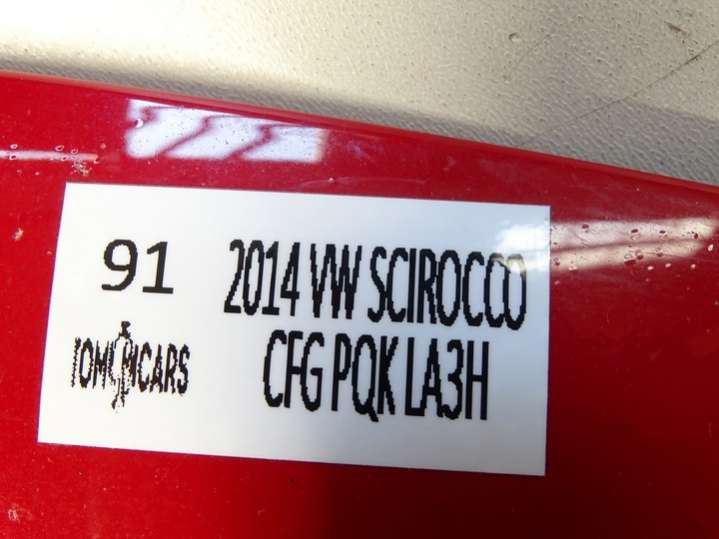 91
2014 VW SCIROCCO
CFG PQK LA3H